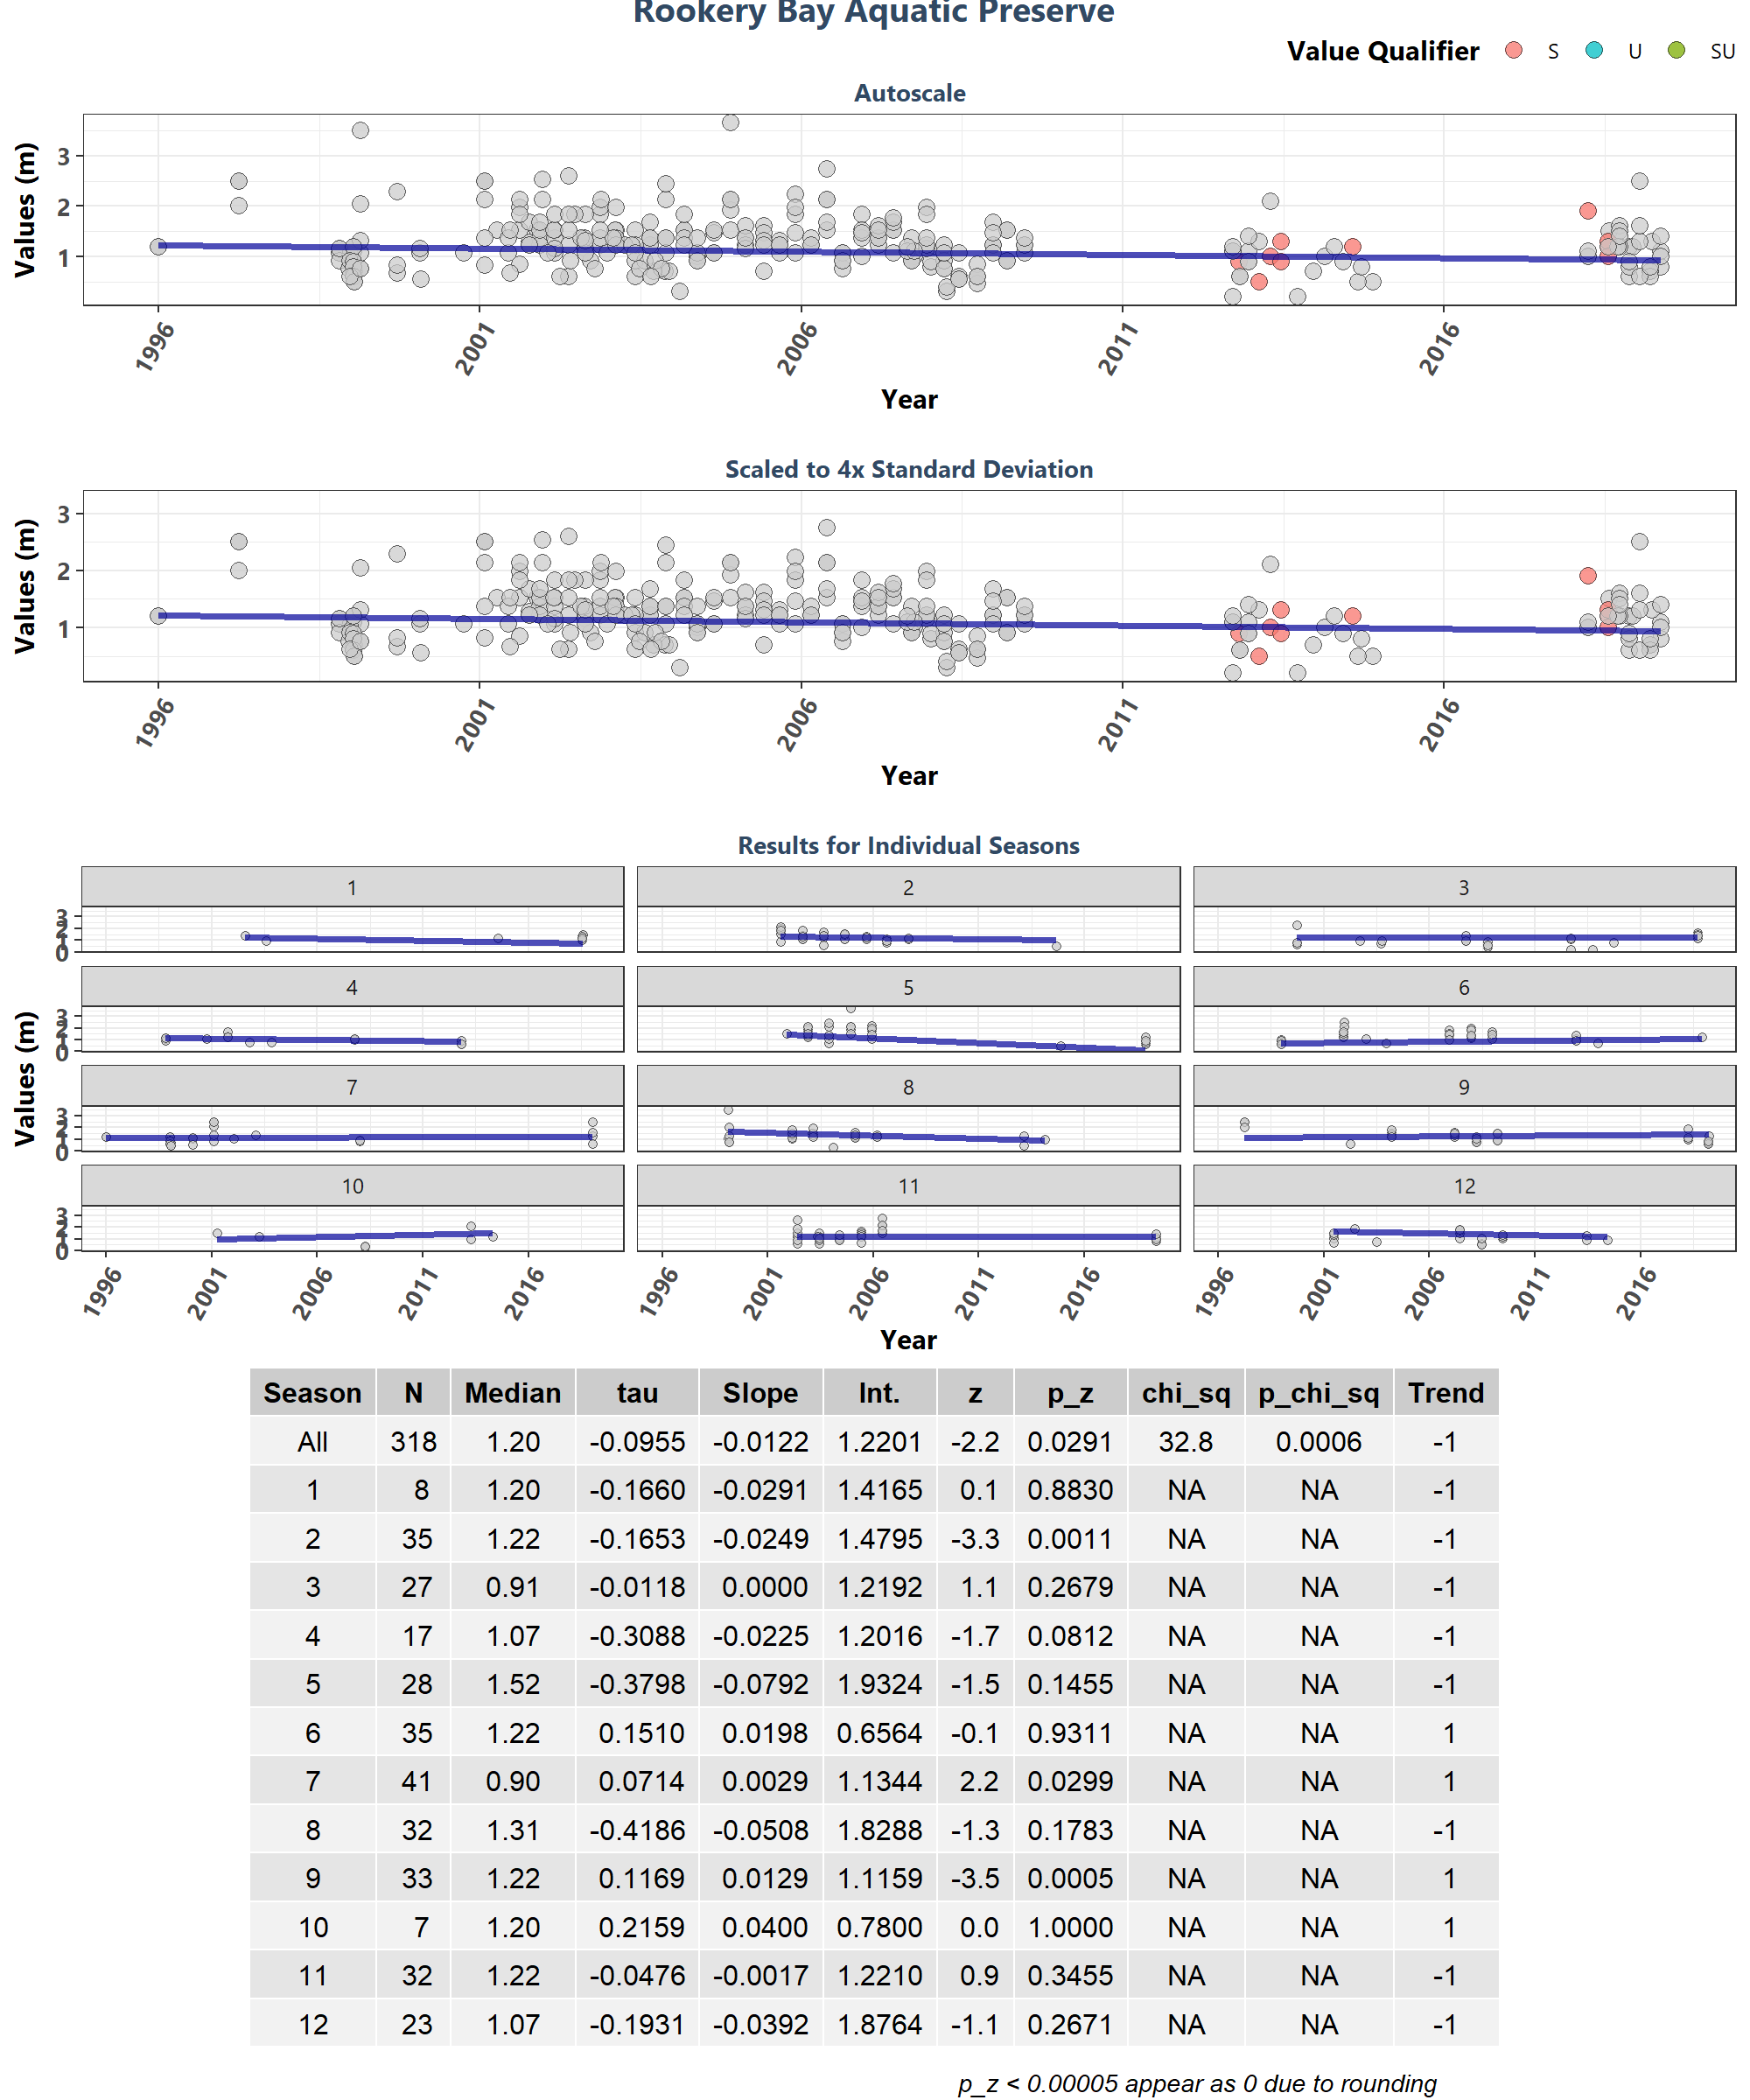 Rookery Bay Aquatic Preserve
Value Qualifier S U SU
Autoscale
Values (m)
3
2
1
1996 2001 2006 2011 2016
Year
Scaled to 4x Standard Deviation
Values (m)
3
2
1
1996 2001 2006 2011 2016
Year
Results for Individual Seasons
Values (m)
1 2 3
3
2
1
0
4 5 6
3
2
1
0
7 8 9
3
2
1
0
10 11 12
3
2
1
0
1996 2001 2006 2011 2016 1996 2001 2006 2011 2016 1996 2001 2006 2011 2016
Year
Season N Median tau Slope Int. z p_z chi_sq p_chi_sq Trend
All 318 1.20 -0.0955 -0.0122 1.2201 -2.2 0.0291 32.8 0.0006 -1
1 8 1.20 -0.1660 -0.0291 1.4165 0.1 0.8830 NA NA -1
2 35 1.22 -0.1653 -0.0249 1.4795 -3.3 0.0011 NA NA -1
3 27 0.91 -0.0118 0.0000 1.2192 1.1 0.2679 NA NA -1
4 17 1.07 -0.3088 -0.0225 1.2016 -1.7 0.0812 NA NA -1
5 28 1.52 -0.3798 -0.0792 1.9324 -1.5 0.1455 NA NA -1
6 35 1.22 0.1510 0.0198 0.6564 -0.1 0.9311 NA NA 1
7 41 0.90 0.0714 0.0029 1.1344 2.2 0.0299 NA NA 1
8 32 1.31 -0.4186 -0.0508 1.8288 -1.3 0.1783 NA NA -1
9 33 1.22 0.1169 0.0129 1.1159 -3.5 0.0005 NA NA 1
10 7 1.20 0.2159 0.0400 0.7800 0.0 1.0000 NA NA 1
11 32 1.22 -0.0476 -0.0017 1.2210 0.9 0.3455 NA NA -1
12 23 1.07 -0.1931 -0.0392 1.8764 -1.1 0.2671 NA NA -1
p_z < 0.00005 appear as 0 due to rounding